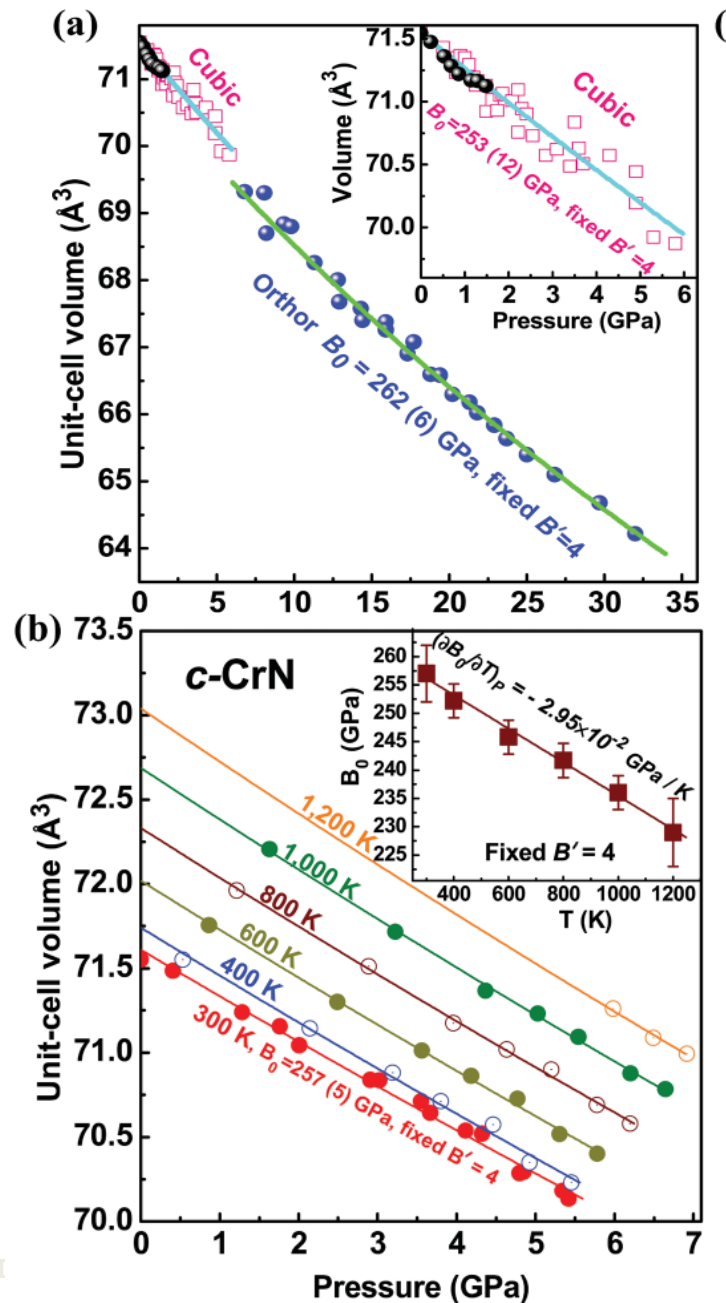 (a)
(
71
70
69
68
67
66
65
64
Unit-cell volume (Å³)
0 5 10 15 20 25 30 35
Cubic
Orthor B₀ = 262 (6) GPa, fixed B′=4
71.5
71.0
70.5
70.0
Volume (Å³)
Cubic
B₀=253 (12) GPa, fixed B′=4
0 1 2 3 4 5 6
Pressure (GPa)
(b)
73.5
73.0
72.5
72.0
71.5
71.0
70.5
70.0
Unit-cell volume (Å³)
c-CrN
1,200 K
1,000 K
800 K
600 K
400 K
300 K, B₀=257 (5) GPa, fixed B′= 4
260
255
250
245
240
235
230
225
B₀ (GPa)
(∂B₀/∂T)P = - 2.95×10⁻² GPa / K
Fixed B′ = 4
400 600 800 1000 1200
T (K)
0 1 2 3 4 5 6 7
Pressure (GPa)